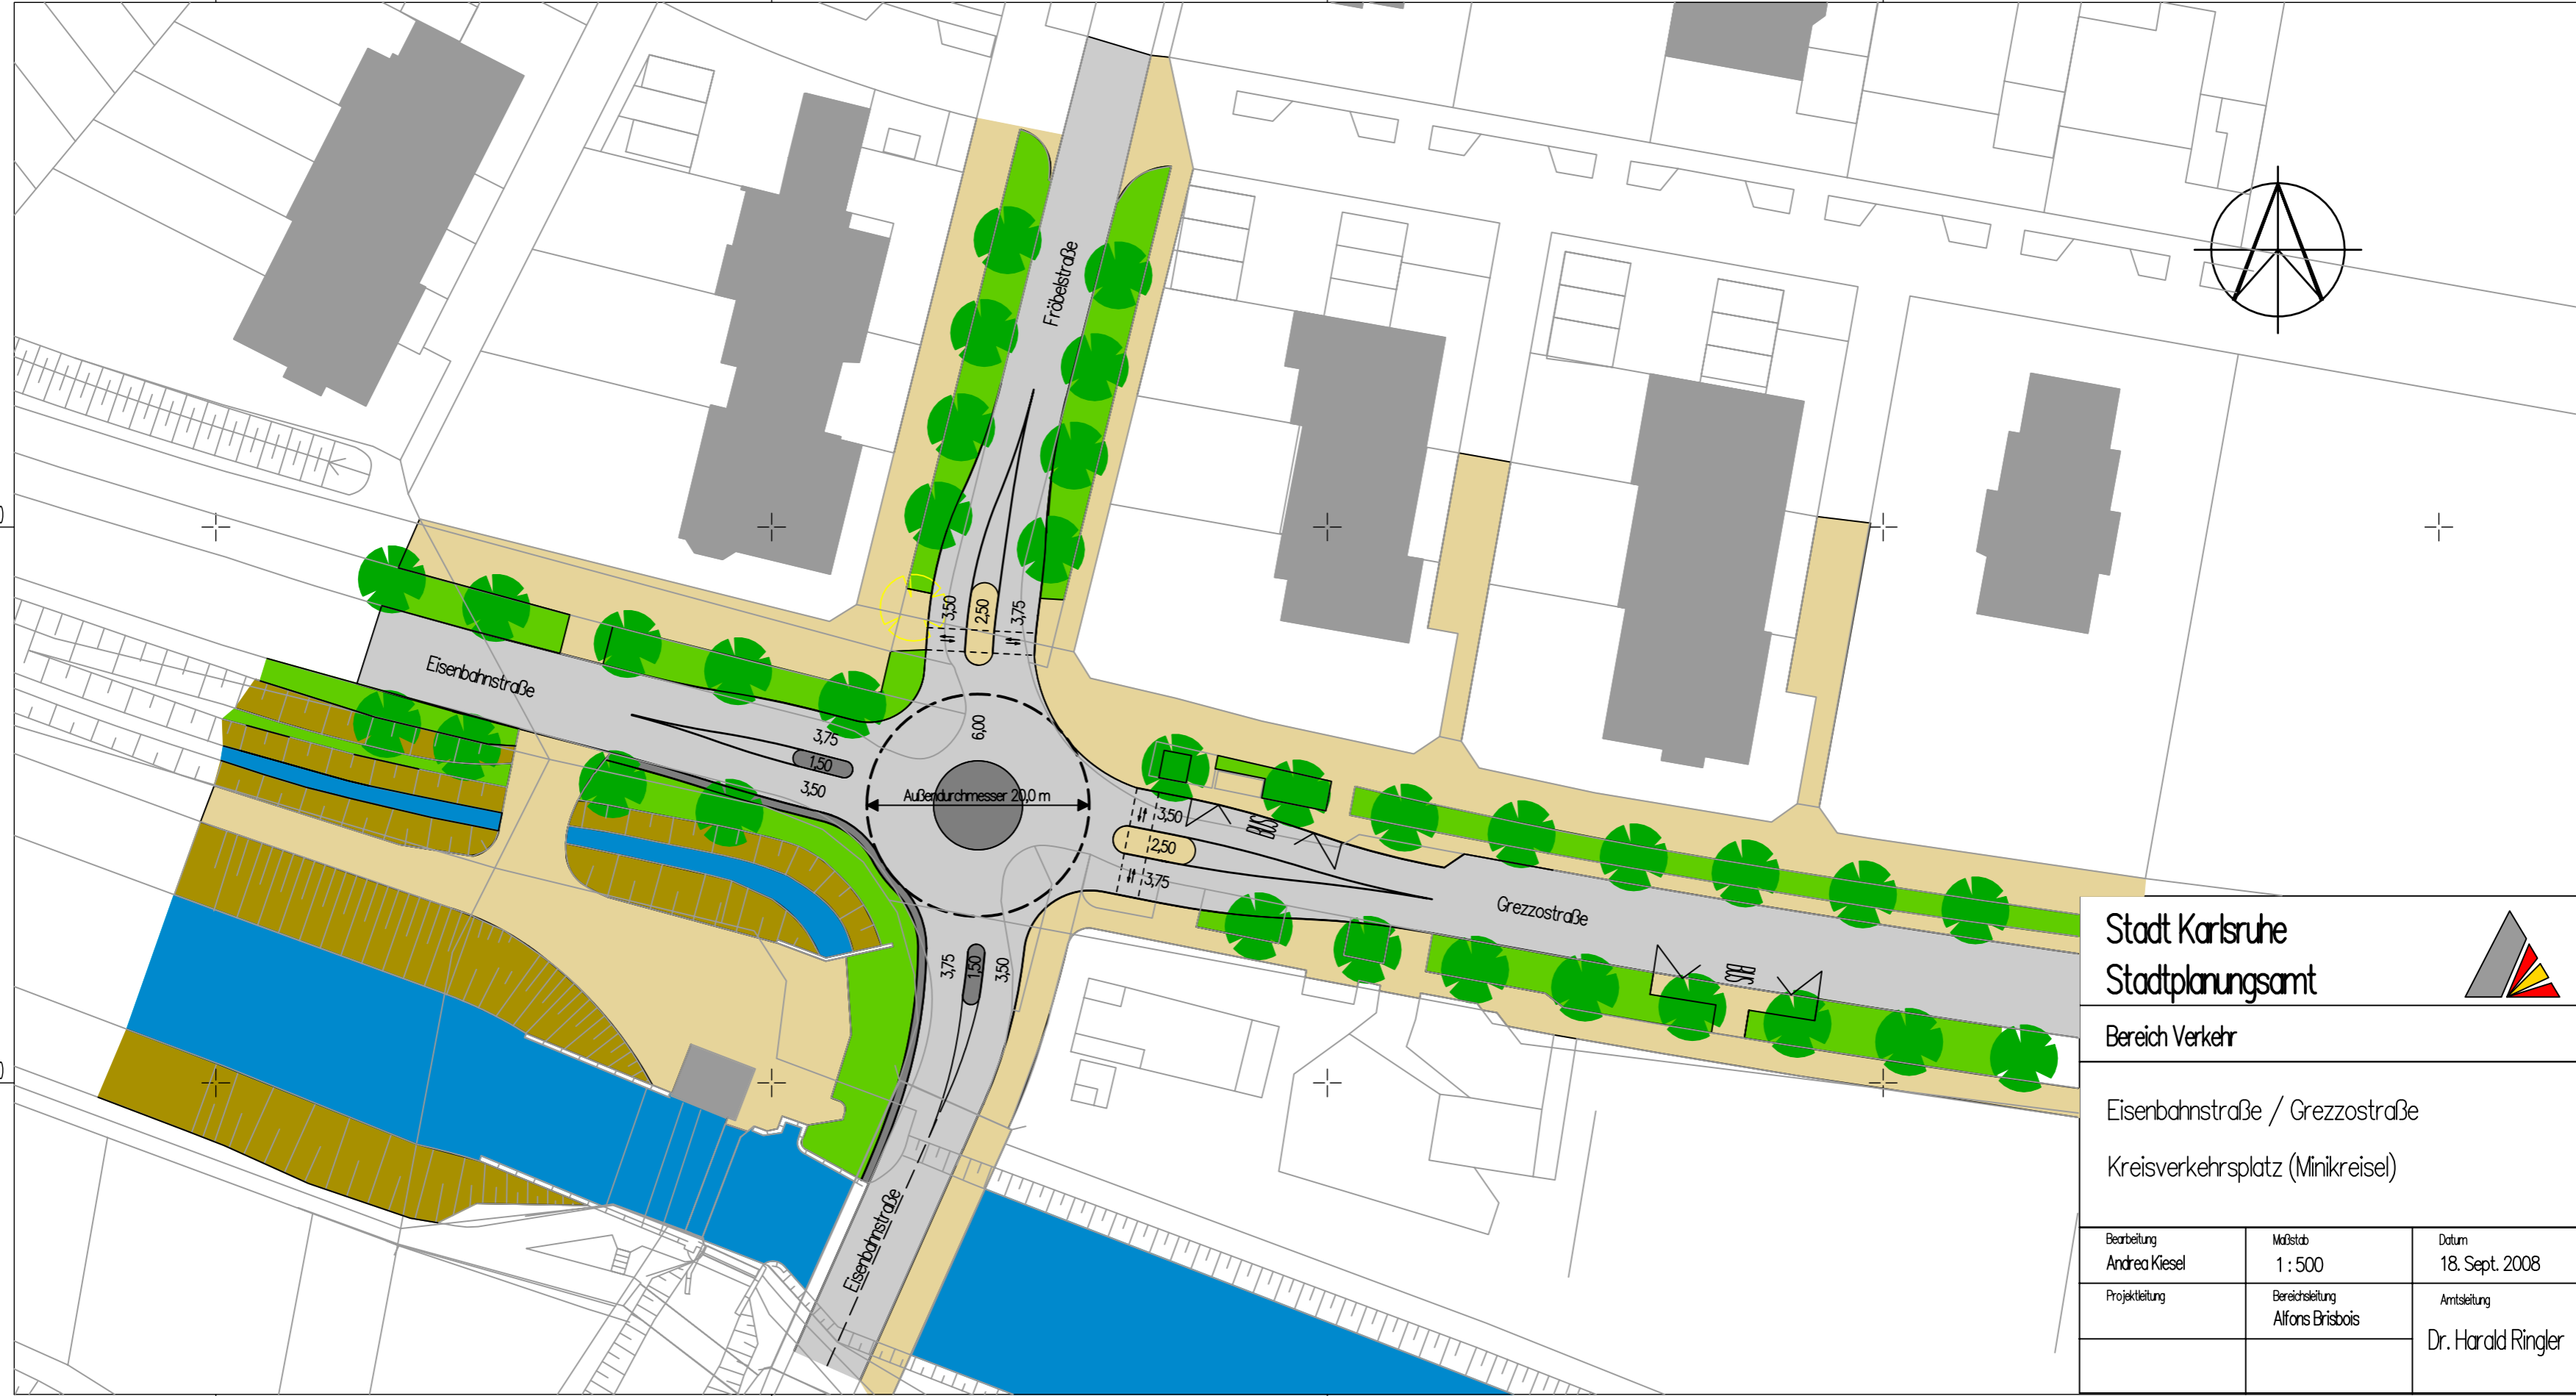 Fröbelstraße
3,50
2,50
3,75
Eisenbahnstraße
6,00
3,75
1,50
3,50
Außendurchmesser 20,0 m
3,50
2,50
3,75
BUS
Grezzostraße
BUS
3,75
1,50
3,50
Eisenbahnstraße
Stadt Karlsruhe
Stadtplanungsamt
Bereich Verkehr
Eisenbahnstraße / Grezzostraße
Kreisverkehrsplatz (Minikreisel)
Bearbeitung
Andrea Kiesel
Maßstab
1 : 500
Datum
18. Sept. 2008
Projektleitung
Bereichsleitung
Alfons Brisbois
Amtsleitung
Dr. Harald Ringler